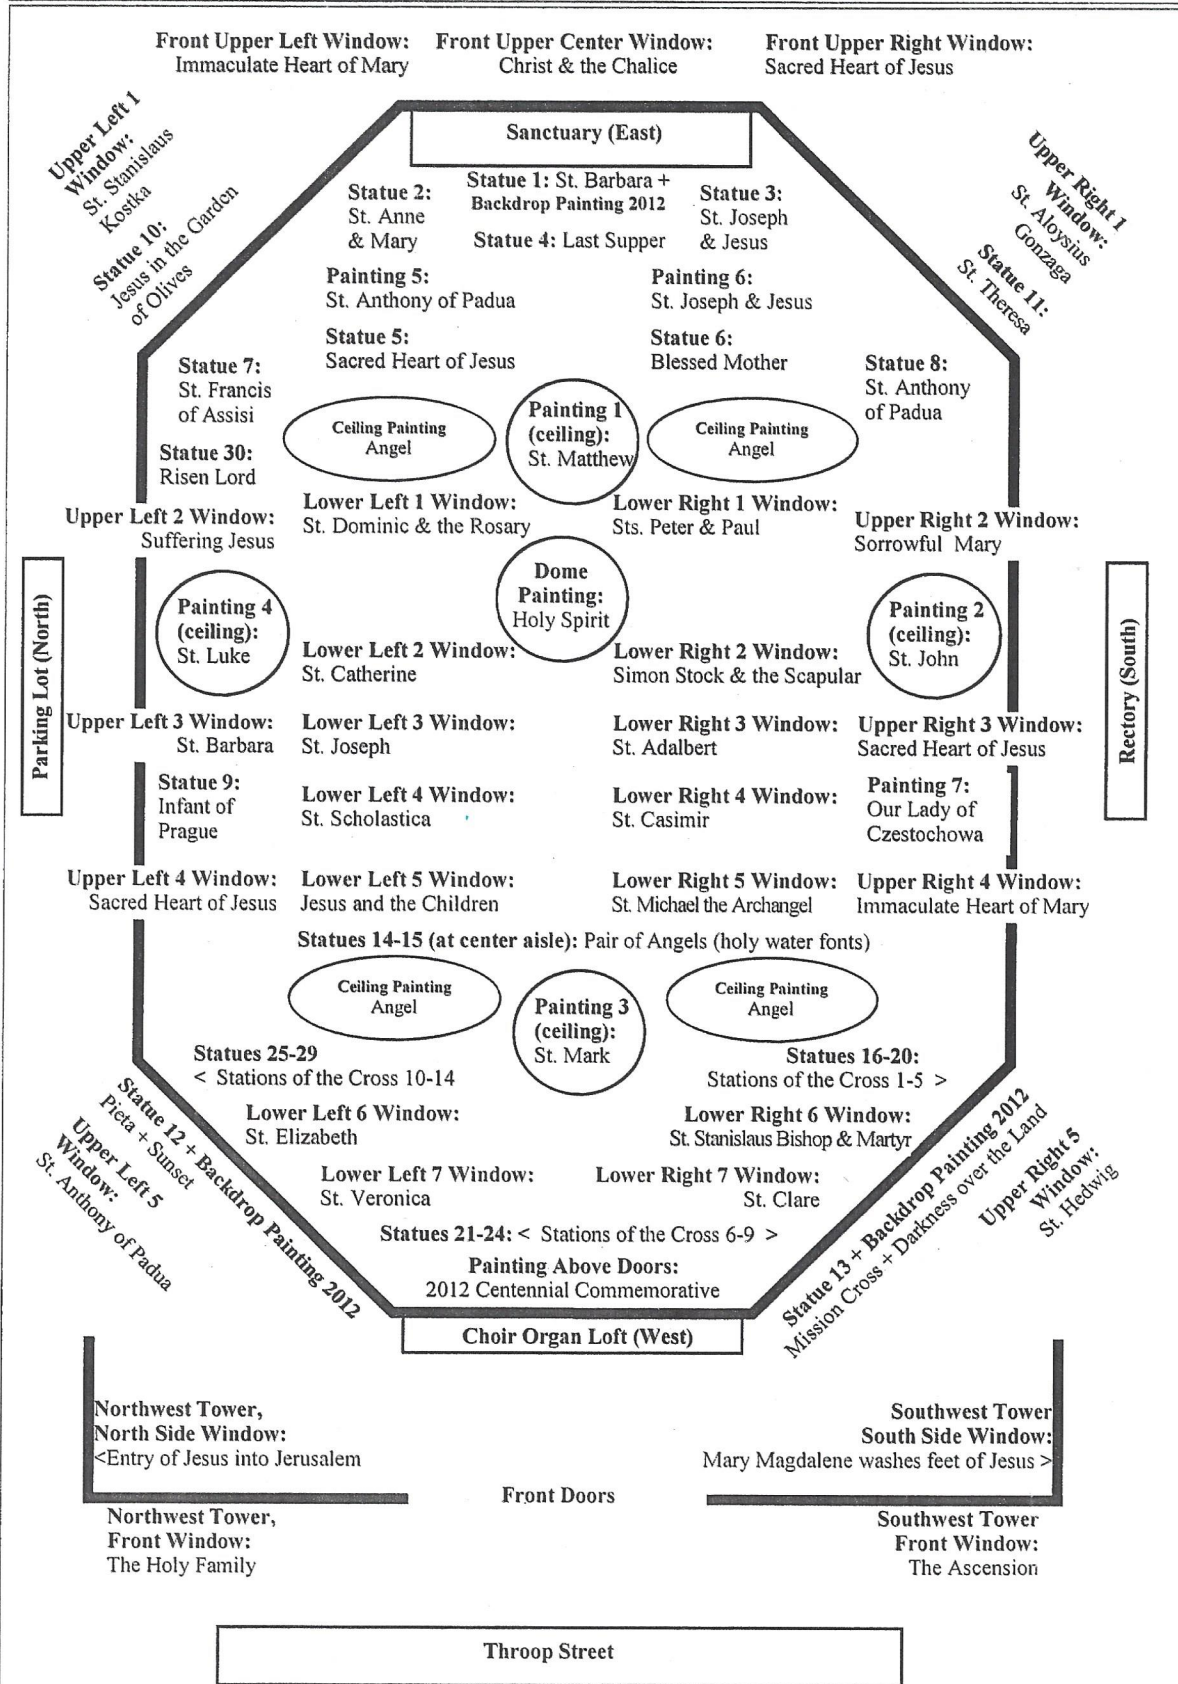 Front Upper Left Window:
Immaculate Heart of Mary
Front Upper Center Window:
Christ & the Chalice
Front Upper Right Window:
Sacred Heart of Jesus
Upper Left 1
Window:
St. Stanislaus
Kostka
Statue 10:
Jesus in the Garden
of Olives
Sanctuary (East)
Upper Right 1
Window:
St. Aloysius
Gonzaga
Statue 11:
St. Theresa
Statue 2:
St. Anne
& Mary
Statue 1: St. Barbara +
Backdrop Painting 2012
Statue 4: Last Supper
Statue 3:
St. Joseph
& Jesus
Painting 5:
St. Anthony of Padua
Painting 6:
St. Joseph & Jesus
Statue 5:
Sacred Heart of Jesus
Statue 6:
Blessed Mother
Statue 7:
St. Francis
of Assisi
Statue 8:
St. Anthony
of Padua
Ceiling Painting
Angel
Painting 1
(ceiling):
St. Matthew
Ceiling Painting
Angel
Statue 30:
Risen Lord
Lower Left 1 Window:
St. Dominic & the Rosary
Lower Right 1 Window:
Sts. Peter & Paul
Upper Left 2 Window:
Suffering Jesus
Upper Right 2 Window:
Sorrowful Mary
Parking Lot (North)
Painting 4
(ceiling):
St. Luke
Dome
Painting:
Holy Spirit
Painting 2
(ceiling):
St. John
Rectory (South)
Lower Left 2 Window:
St. Catherine
Lower Right 2 Window:
Simon Stock & the Scapular
Upper Left 3 Window:
St. Barbara
Lower Left 3 Window:
St. Joseph
Lower Right 3 Window:
St. Adalbert
Upper Right 3 Window:
Sacred Heart of Jesus
Statue 9:
Infant of
Prague
Lower Left 4 Window:
St. Scholastica
Lower Right 4 Window:
St. Casimir
Painting 7:
Our Lady of
Czestochowa
Upper Left 4 Window:
Sacred Heart of Jesus
Lower Left 5 Window:
Jesus and the Children
Lower Right 5 Window:
St. Michael the Archangel
Upper Right 4 Window:
Immaculate Heart of Mary
Statues 14-15 (at center aisle): Pair of Angels (holy water fonts)
Ceiling Painting
Angel
Painting 3
(ceiling):
St. Mark
Ceiling Painting
Angel
Statues 25-29
< Stations of the Cross 10-14
Statues 16-20:
Stations of the Cross 1-5 >
Lower Left 6 Window:
St. Elizabeth
Lower Right 6 Window:
St. Stanislaus Bishop & Martyr
Statue 12 + Backdrop Painting 2012
Pieta + Sunset
Upper Left 5
Window:
St. Anthony of Padua
Lower Left 7 Window:
St. Veronica
Lower Right 7 Window:
St. Clare
Statue 13 + Backdrop Painting 2012
Mission Cross + Darkness over the Land
Upper Right 5
Window:
St. Hedwig
Statues 21-24: < Stations of the Cross 6-9 >
Painting Above Doors:
2012 Centennial Commemorative
Choir Organ Loft (West)
Northwest Tower,
North Side Window:
<Entry of Jesus into Jerusalem
Southwest Tower
South Side Window:
Mary Magdalene washes feet of Jesus >
Front Doors
Northwest Tower,
Front Window:
The Holy Family
Southwest Tower
Front Window:
The Ascension
Throop Street